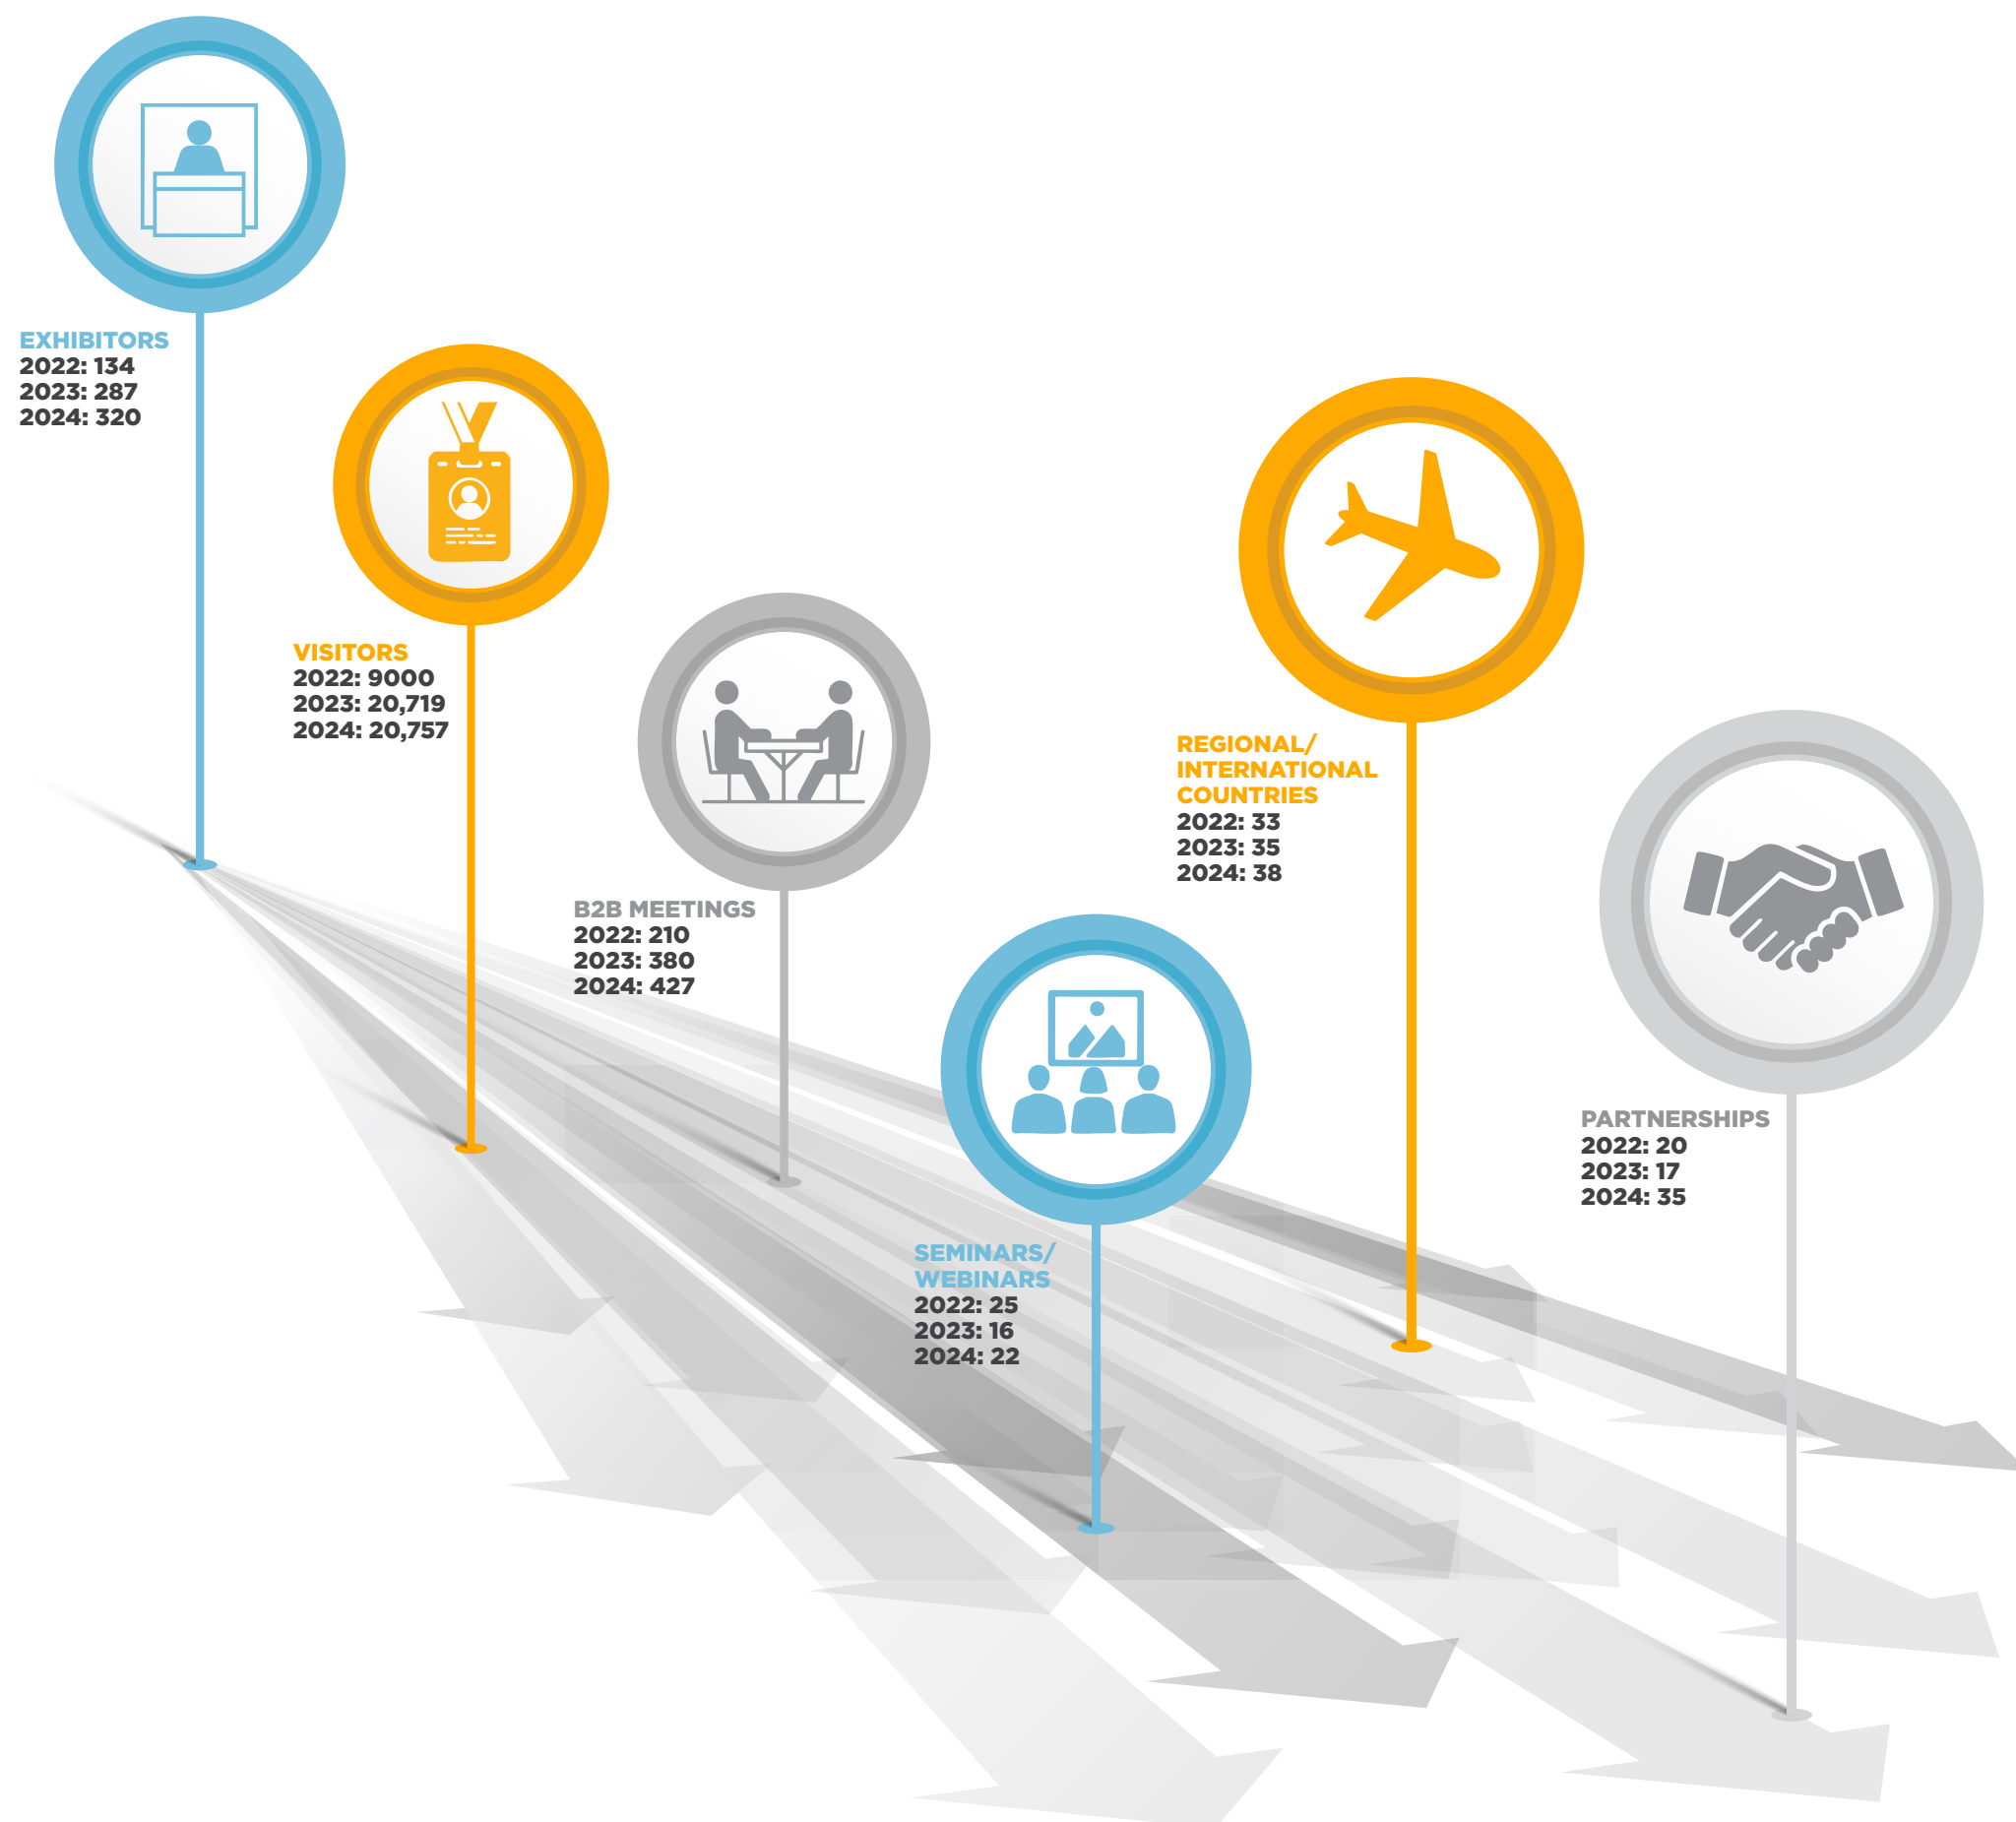 EXHIBITORS
2022: 134
2023: 287
2024: 320
VISITORS
2022: 9000
2023: 20,719
2024: 20,757
B2B MEETINGS
2022: 210
2023: 380
2024: 427
SEMINARS/
WEBINARS
2022: 25
2023: 16
2024: 22
REGIONAL/
INTERNATIONAL
COUNTRIES
2022: 33
2023: 35
2024: 38
PARTNERSHIPS
2022: 20
2023: 17
2024: 35